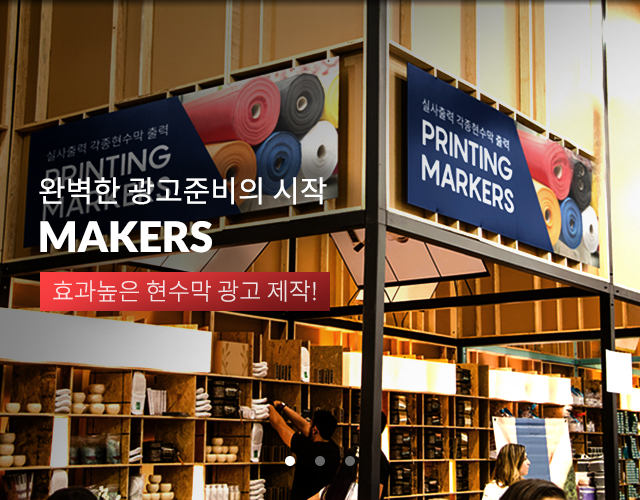 실사출력 각종현수막 출력
PRINTING
MARKERS
실사출력 각종현수막 출력
PRINTING
MARKERS
완벽한 광고준비의 시작
MAKERS
효과높은 현수막 광고 제작!